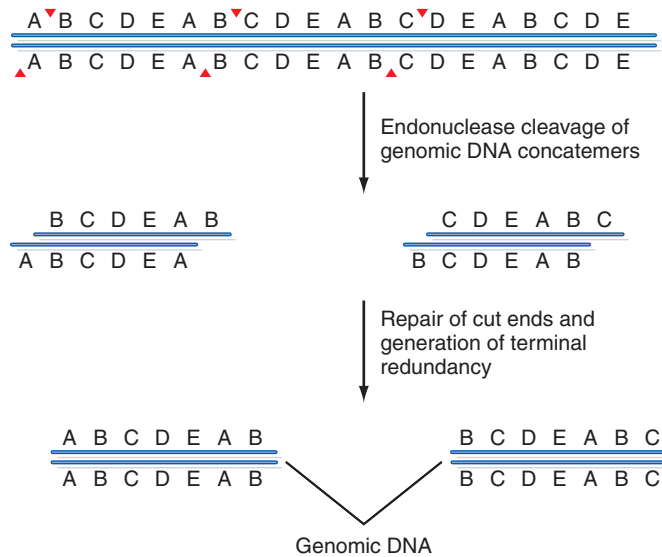 A B C D E A B C D E A B C D E A B C D E
A B C D E A B C D E A B C D E A B C D E
Endonuclease cleavage of
genomic DNA concatemers
B C D E A B
A B C D E A
C D E A B C
B C D E A B
Repair of cut ends and
generation of terminal
redundancy
A B C D E A B
A B C D E A B
B C D E A B C
B C D E A B C
Genomic DNA